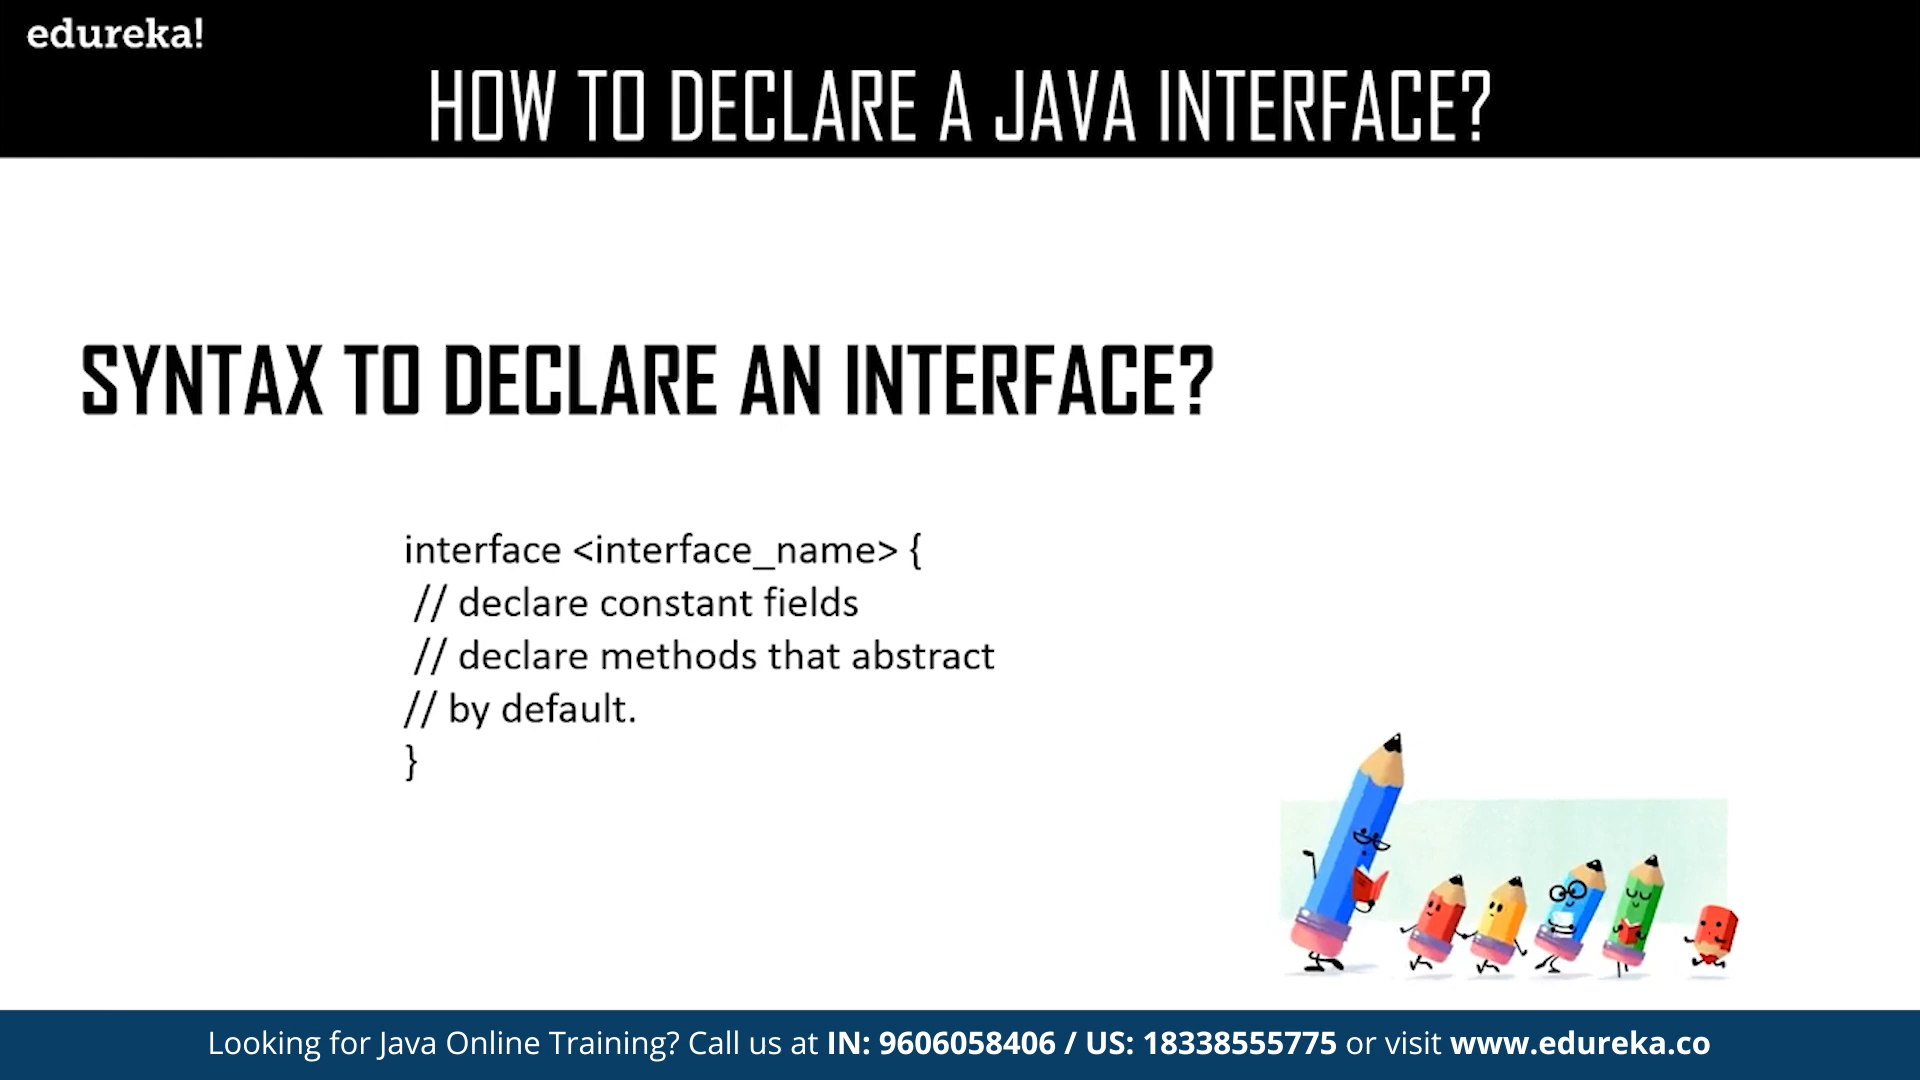 edureka!
HOW TO DECLARE A JAVA INTERFACE?
SYNTAX TO DECLARE AN INTERFACE?
interface <interface_name> {
// declare constant fields
// declare methods that abstract
// by default.
}
Looking for Java Online Training? Call us at IN: 9606058406 / US: 18338555775 or visit www.edureka.co